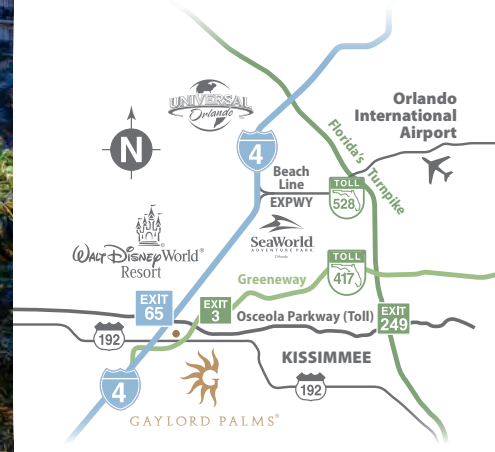 UNIVERSAL
Orlando
Orlando
International
Airport
N
4
Florida's Turnpike
Beach
Line
EXPWY
TOLL
528
SeaWorld
ADVENTURE PARK
Orlando
Walt Disney World®
Resort
TOLL
417
Greeneway
EXIT
65
EXIT
3
Osceola Parkway (Toll)
EXIT
249
192
KISSIMMEE
4
192
GAYLORD PALMS®